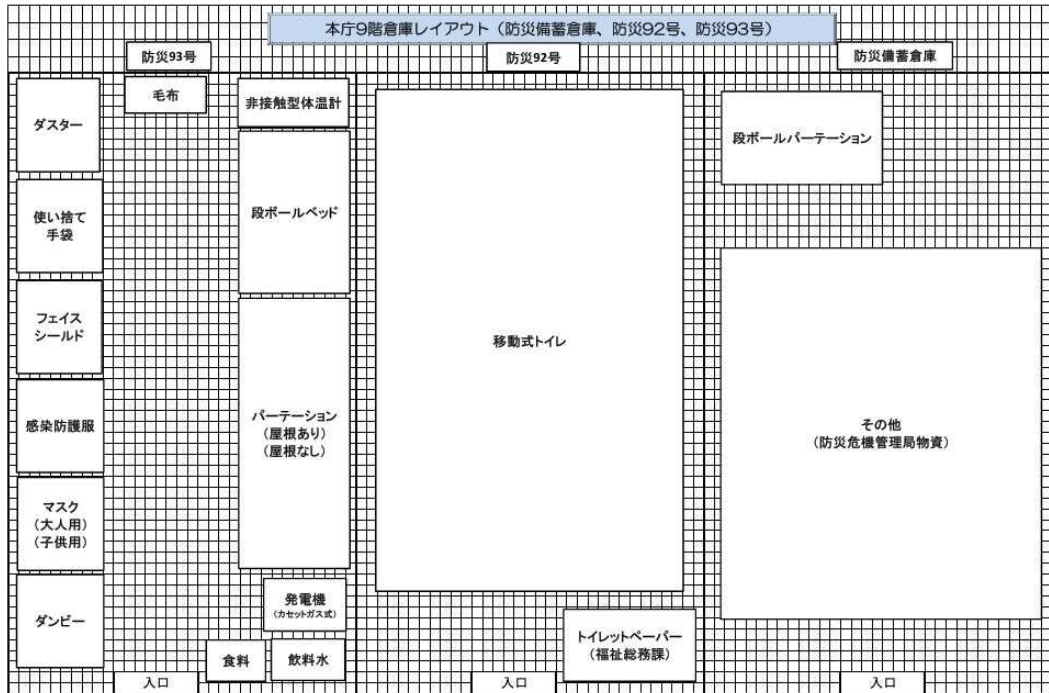 本庁9階倉庫レイアウト（防災備蓄倉庫、防災92号、防災93号）
防災93号
防災92号
防災備蓄倉庫
ダスター
毛布
非接触型体温計
使い捨て
手袋
段ボールベッド
フェイス
シールド
感染防護服
パーテーション
（屋根あり）
（屋根なし）
マスク
（大人用）
（子供用）
ダンビー
発電機
（カセットガス式）
食料
飲料水
入口
移動式トイレ
トイレットペーパー
（福祉総務課）
入口
段ボールパーテーション
その他
（防災危機管理局物資）
入口